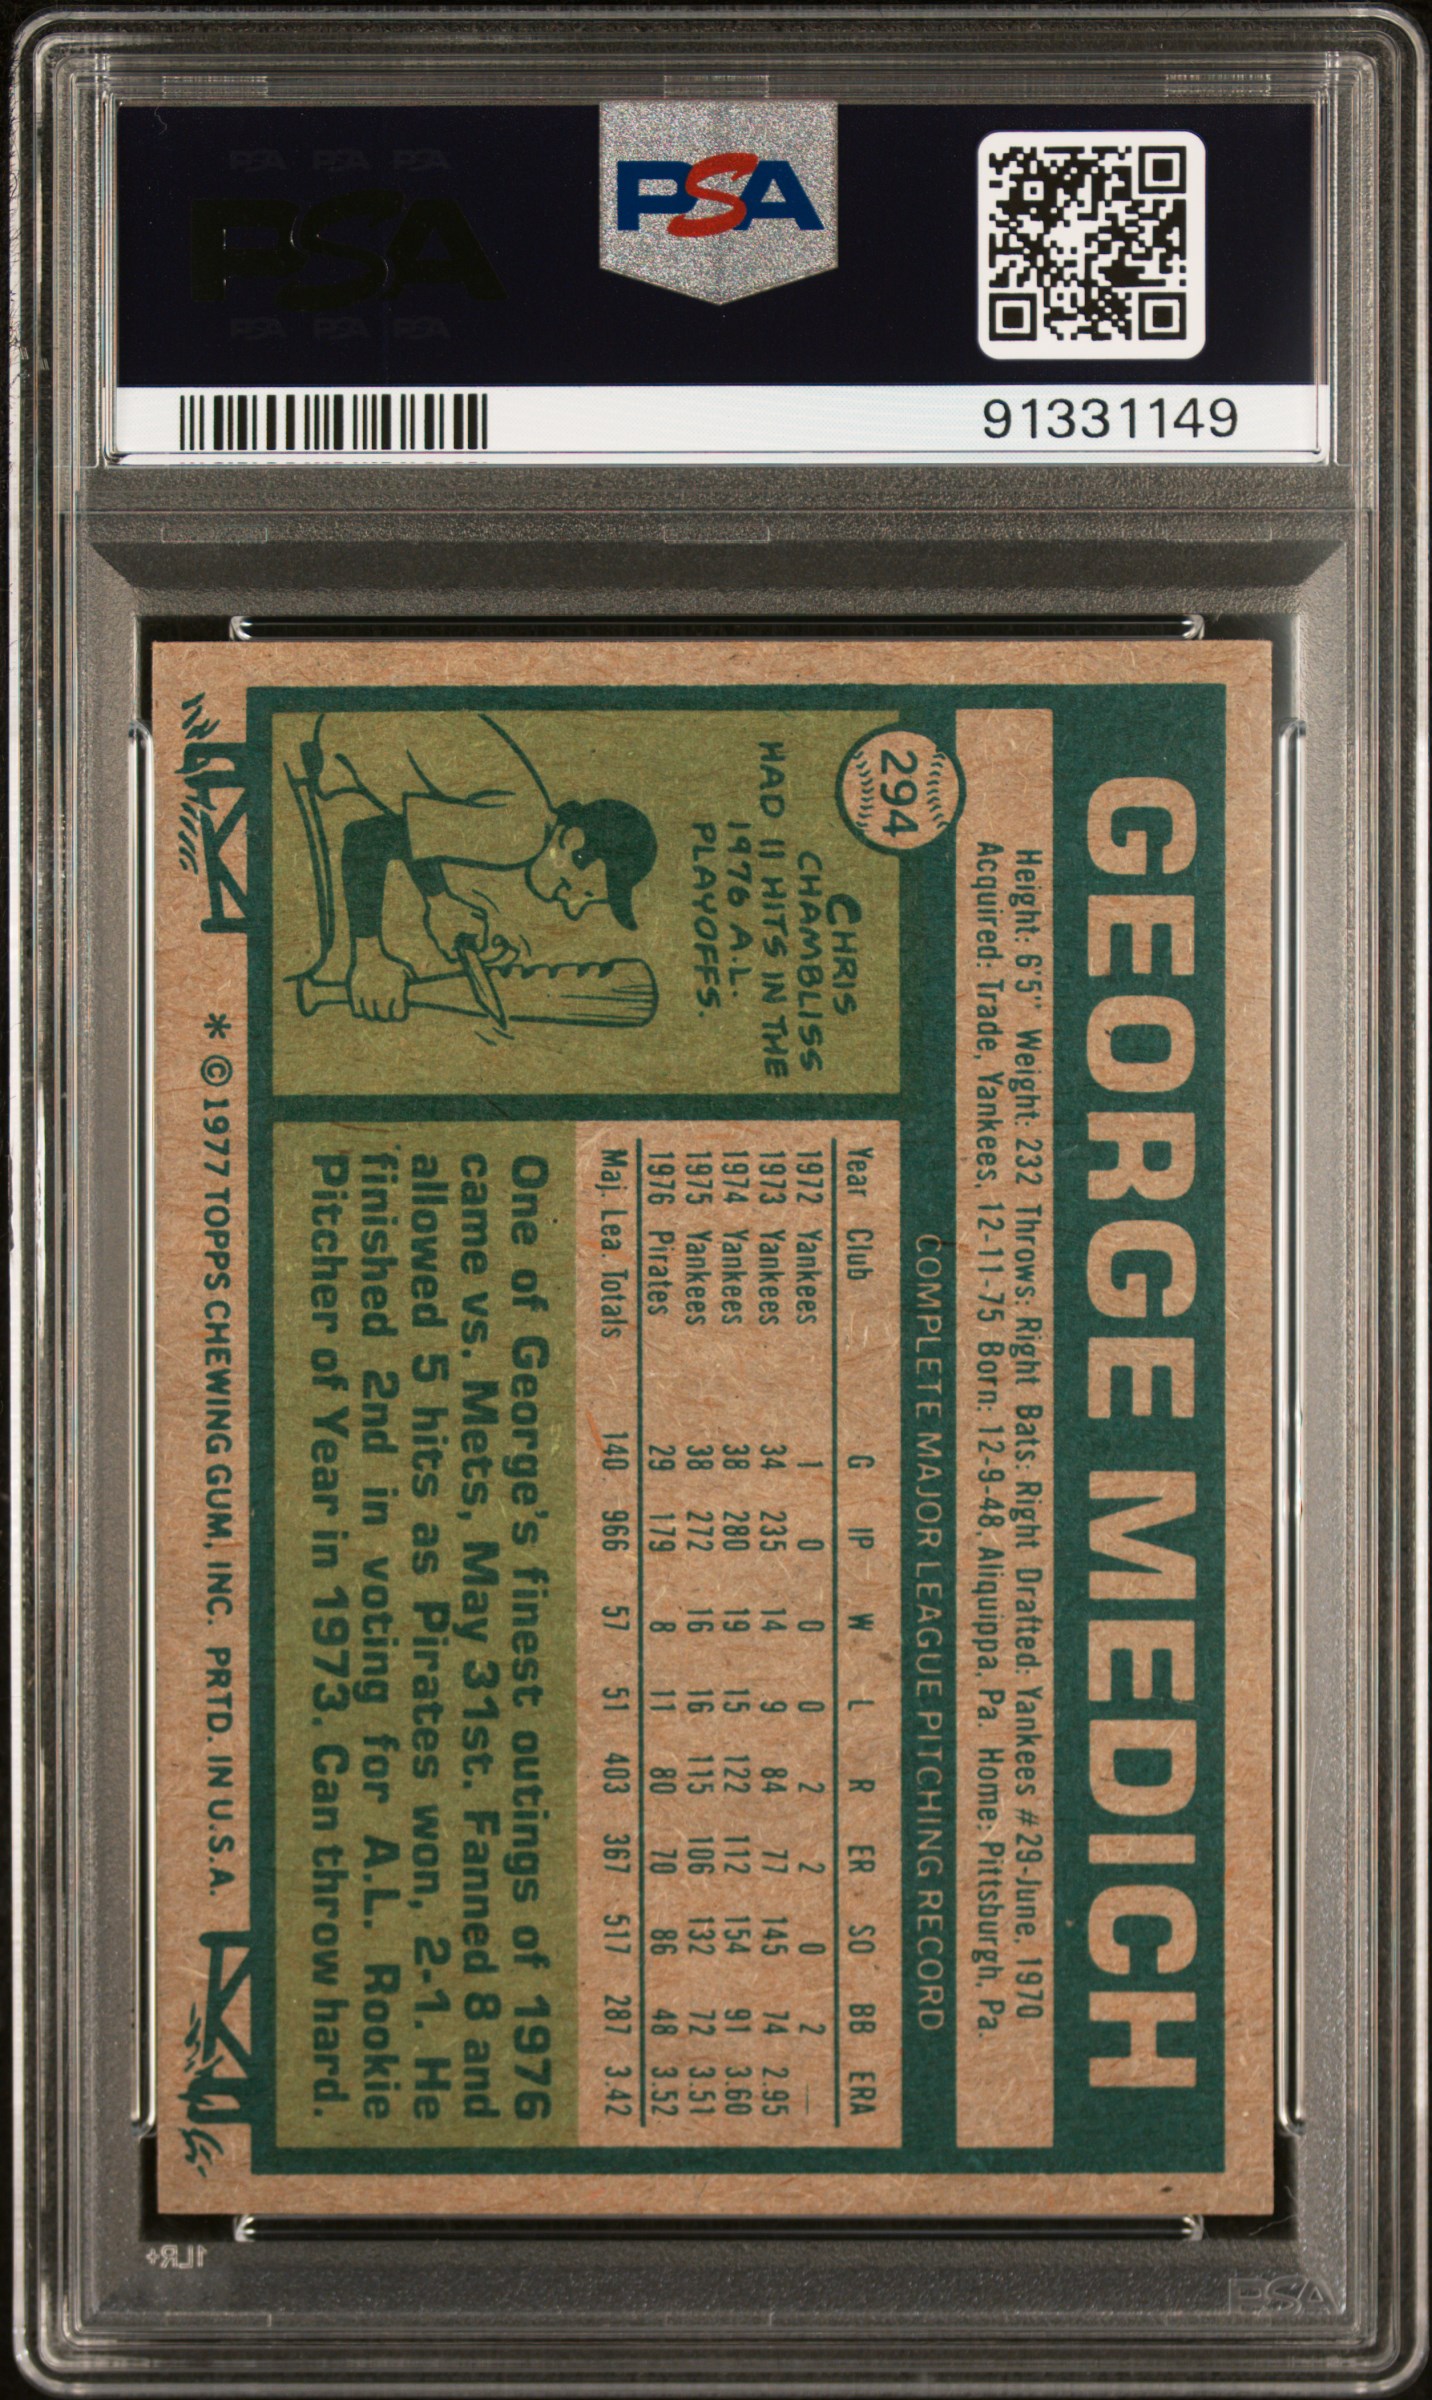 PSA PSA PSA
PSA
PSA PSA PSA
PSA
91331149
GEORGE MEDICH
Height: 6'5" Weight: 232 Throws: Right Bats: Right Drafted: Yankees #29-June, 1970
Acquired: Trade, Yankees, 12-11-75 Born: 12-9-48, Aliquippa, Pa. Home: Pittsburgh, Pa.
294
CHRIS
CHAMBLISS
HAD 11 HITS IN THE
1976 A.L.
PLAYOFFS.
COMPLETE MAJOR LEAGUE PITCHING RECORD
Year Club G IP W L R ER SO BB ERA
1972 Yankees 1 0 0 0 2 2 0 2 —
1973 Yankees 34 235 14 9 84 77 145 74 2.95
1974 Yankees 38 280 19 15 122 112 154 91 3.60
1975 Yankees 38 272 16 16 115 106 132 72 3.51
1976 Pirates 29 179 8 11 80 70 86 48 3.52
Maj. Lea. Totals 140 966 57 51 403 367 517 287 3.42
One of George's finest outings of 1976
came vs. Mets, May 31st. Fanned 8 and
allowed 5 hits as Pirates won, 2-1. He
finished 2nd in voting for A.L. Rookie
Pitcher of Year in 1973. Can throw hard.
* © 1977 TOPPS CHEWING GUM, INC. PRTD. IN U.S.A.
1LR+
PSA